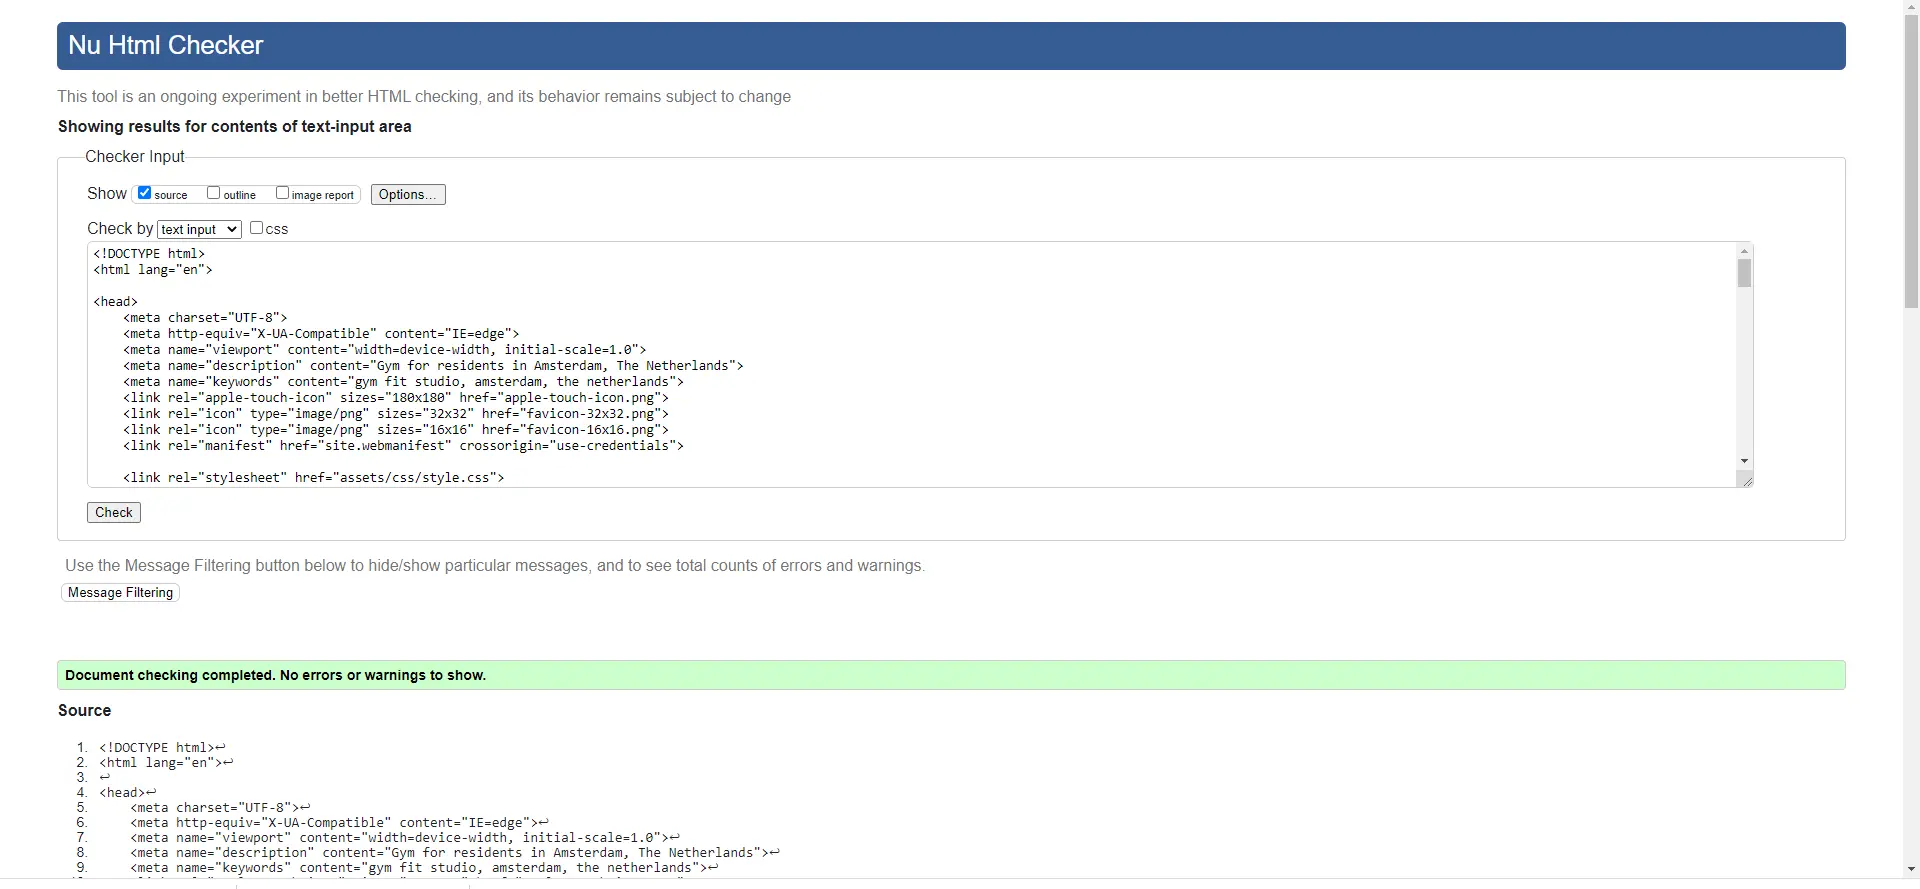 Nu Html Checker
This tool is an ongoing experiment in better HTML checking, and its behavior remains subject to change
Showing results for contents of text-input area
Checker Input
Show source outline image report Options...
Check by text input css
<!DOCTYPE html>
<html lang="en">
<head>
<meta charset="UTF-8">
<meta http-equiv="X-UA-Compatible" content="IE=edge">
<meta name="viewport" content="width=device-width, initial-scale=1.0">
<meta name="description" content="Gym for residents in Amsterdam, The Netherlands">
<meta name="keywords" content="gym fit studio, amsterdam, the netherlands">
<link rel="apple-touch-icon" sizes="180x180" href="apple-touch-icon.png">
<link rel="icon" type="image/png" sizes="32x32" href="favicon-32x32.png">
<link rel="icon" type="image/png" sizes="16x16" href="favicon-16x16.png">
<link rel="manifest" href="site.webmanifest" crossorigin="use-credentials">
<link rel="stylesheet" href="assets/css/style.css">
Check
Use the Message Filtering button below to hide/show particular messages, and to see total counts of errors and warnings.
Message Filtering
Document checking completed. No errors or warnings to show.
Source
1. <!DOCTYPE html>↩
2. <html lang="en">↩
3. ↩
4. <head>↩
5. <meta charset="UTF-8">↩
6. <meta http-equiv="X-UA-Compatible" content="IE=edge">↩
7. <meta name="viewport" content="width=device-width, initial-scale=1.0">↩
8. <meta name="description" content="Gym for residents in Amsterdam, The Netherlands">↩
9. <meta name="keywords" content="gym fit studio, amsterdam, the netherlands">↩